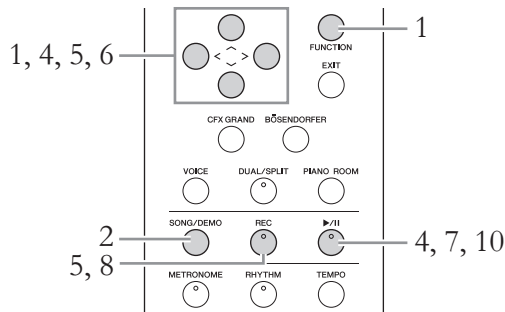 1
FUNCTION
1, 4, 5, 6
< ^ v >
EXIT
CFX GRAND BÖSENDORFER
VOICE DUAL/SPLIT PIANO ROOM
SONG/DEMO REC ▶/II
2
4, 7, 10
5, 8
METRONOME RHYTHM TEMPO